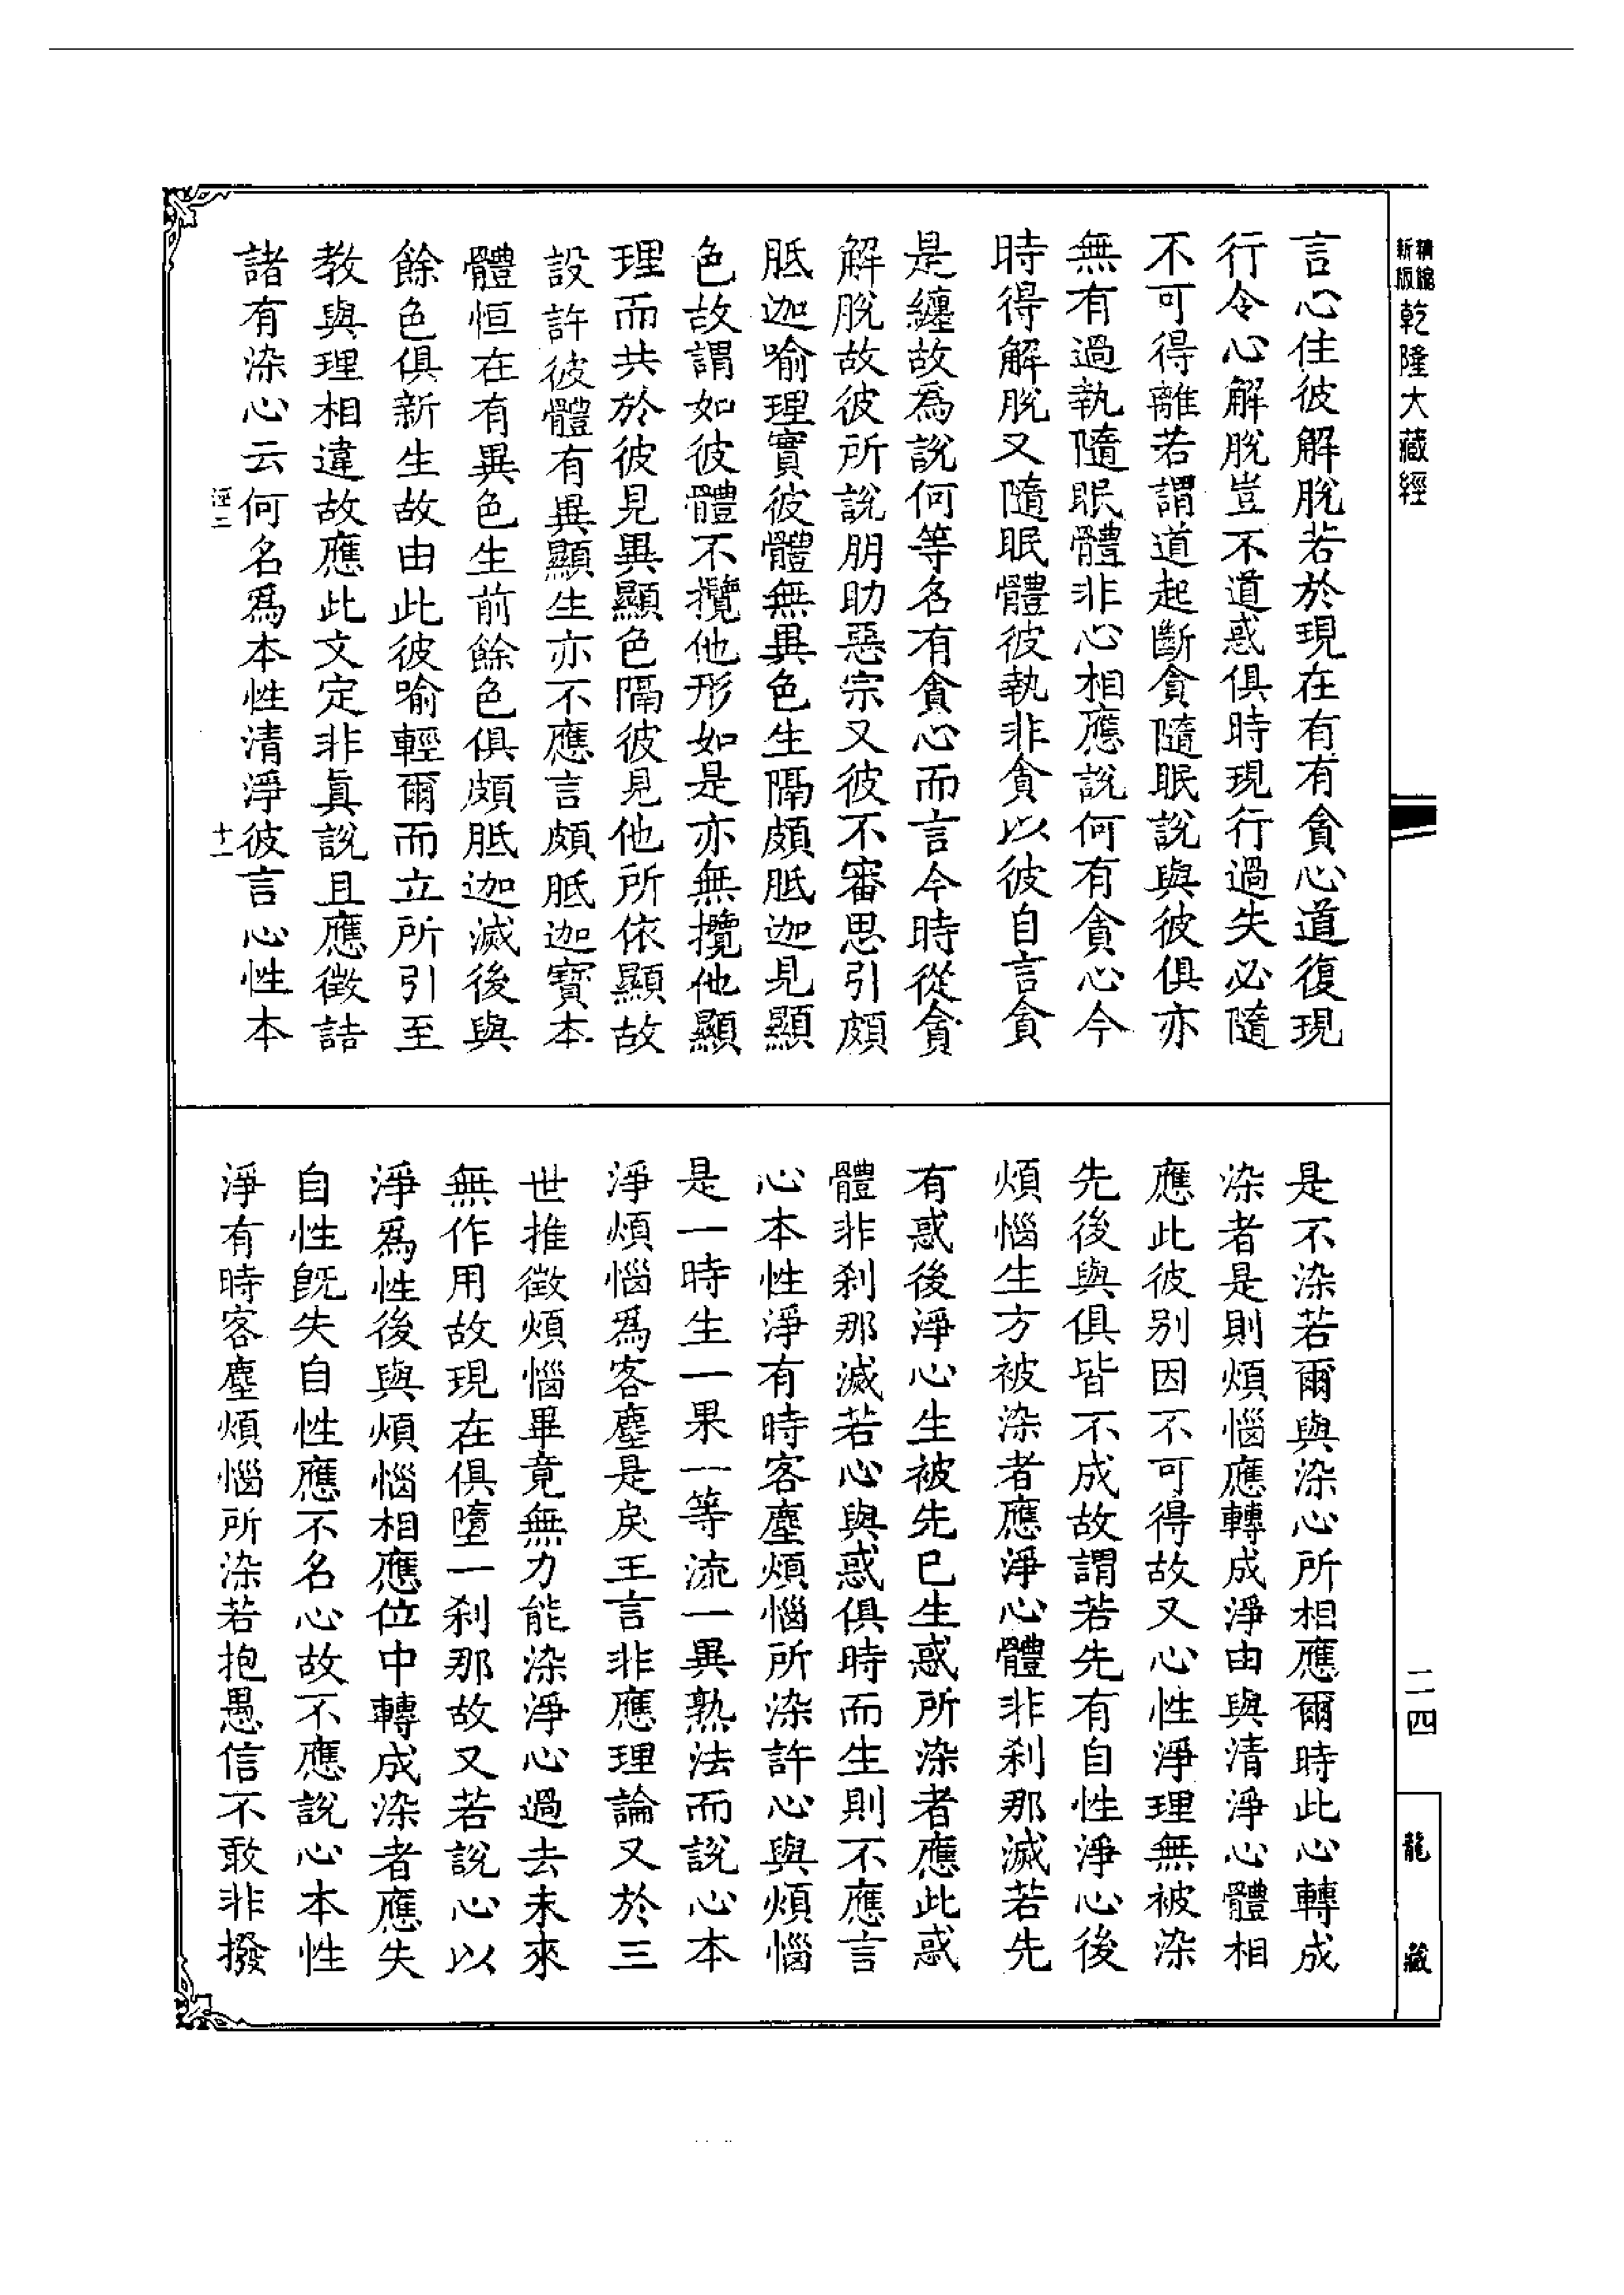 精縮新版 乾隆大藏經
二四
龍藏
言心住彼解脫若於現在有有貪心道復現
行令心解脫豈不道惑俱時現行過失必隨
不可得離若謂道起斷貪隨眠說與彼俱亦
無有過執隨眠體非心相應說何有貪心今
時得解脫又隨眠體彼執非貪以彼自言貪
是纏故為說何等名有貪心而言今時從貪
解脫故彼所說朋助惡宗又彼不審思引頗
胝迦喻理實彼體無異色生隔頗胝迦見顯
色故謂如彼體不攬他形如是亦無攬他顯
理而共於彼見異顯色隔彼見他所依顯故
設許彼體有異顯生亦不應言頗胝迦寶本
體恒在有異色生前餘色俱頗胝迦滅後與
餘色俱新生故由此彼喻輕爾而立所引至
教與理相違故應此文定非眞說且應徵詰
諸有染心云何名爲本性清淨彼言心性本
二
十一
是不染若爾與染心所相應爾時此心轉成
染者是則煩惱應轉成淨由與清淨心體相
應此彼別因不可得故又心性淨理無被染
先後與俱皆不成故謂若先有自性淨心後
煩惱生方被染者應淨心體非刹那滅若先
有惑後淨心生被先已生惑所染者應此惑
體非刹那滅若心與惑俱時而生則不應言
心本性淨有時客塵煩惱所染許心與煩惱
是一時生一果一等流一異熟法而說心本
淨煩惱爲客塵是戾王言非應理論又於三
世推徵煩惱畢竟無力能染淨心過去未來
無作用故現在俱墮一刹那故又若說心以
淨爲性後與煩惱相應位中轉成染者應失
自性旣失自性應不名心故不應說心本性
淨有時客塵煩惱所染若抱愚信不敢非撥